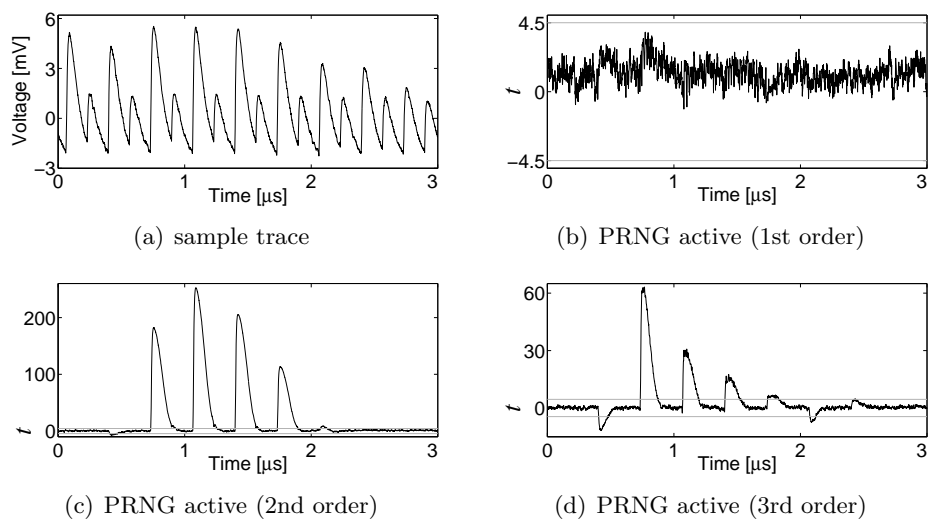 6
3
0
−3
Voltage [mV]
0 1 2 3
Time [μs]
(a) sample trace
4.5
0
−4.5
t
0 1 2 3
Time [μs]
(b) PRNG active (1st order)
200
100
0
t
0 1 2 3
Time [μs]
(c) PRNG active (2nd order)
60
30
0
t
0 1 2 3
Time [μs]
(d) PRNG active (3rd order)